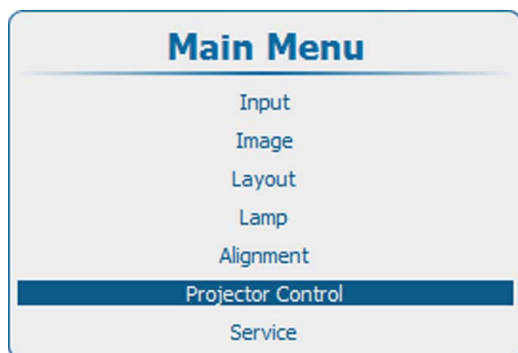 Main Menu
Input
Image
Layout
Lamp
Alignment
Projector Control
Service